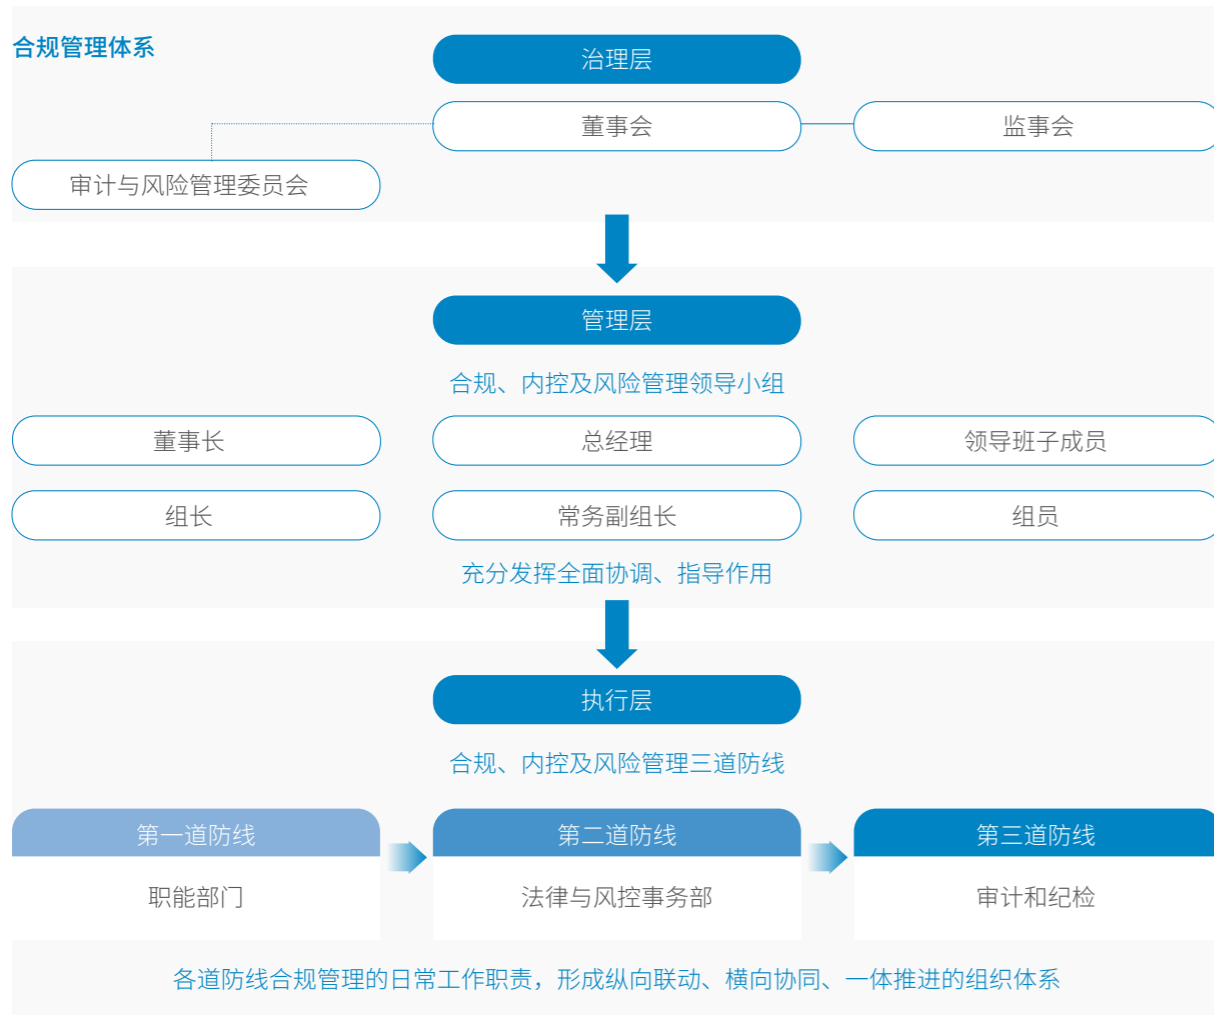 合规管理体系
治理层
董事会
监事会
审计与风险管理委员会
管理层
合规、内控及风险管理领导小组
董事长
总经理
领导班子成员
组长
常务副组长
组员
充分发挥全面协调、指导作用
执行层
合规、内控及风险管理三道防线
第一道防线
第二道防线
第三道防线
职能部门
法律与风控事务部
审计和纪检
各道防线合规管理的日常工作职责，形成纵向联动、横向协同、一体推进的组织体系